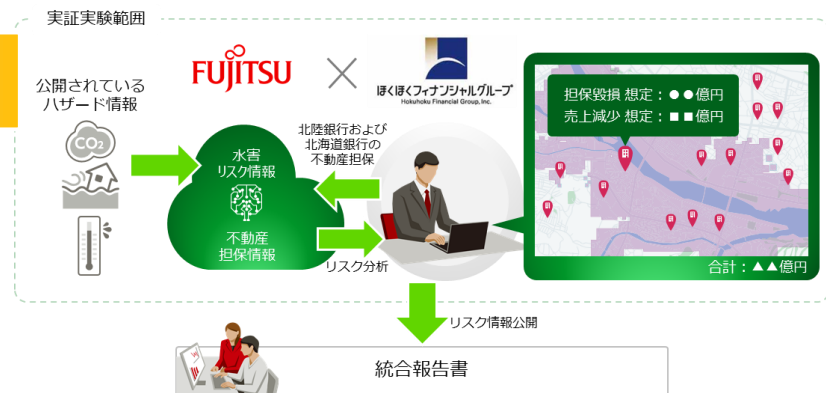 実証実験範囲
公開されている
ハザード情報
CO2
FUJITSU
ほくほくフィナンシャルグループ
Hokuhoku Financial Group, Inc.
水害
リスク情報
不動産
担保情報
北陸銀行および
北海道銀行の
不動産担保
リスク分析
担保毀損 想定：●●億円
売上減少 想定：■■億円
合計：▲▲億円
リスク情報公開
統合報告書